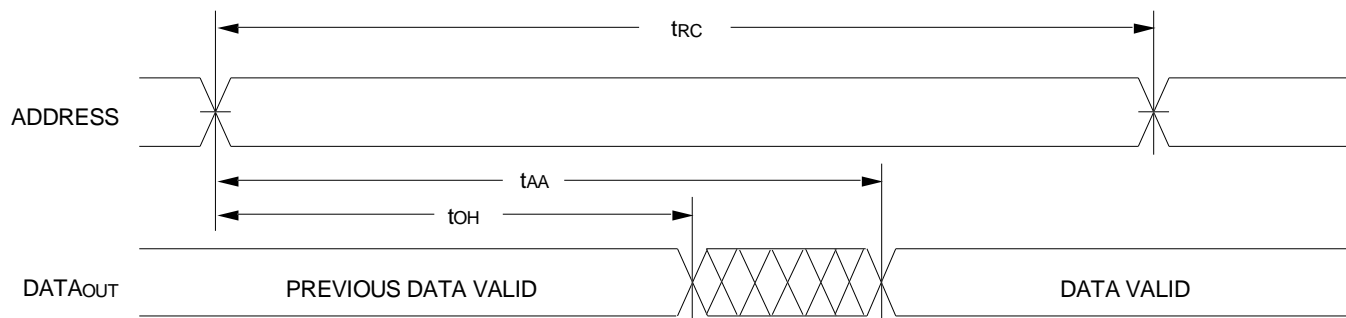 tRC
ADDRESS
tAA
tOH
DATAOUT PREVIOUS DATA VALID DATA VALID